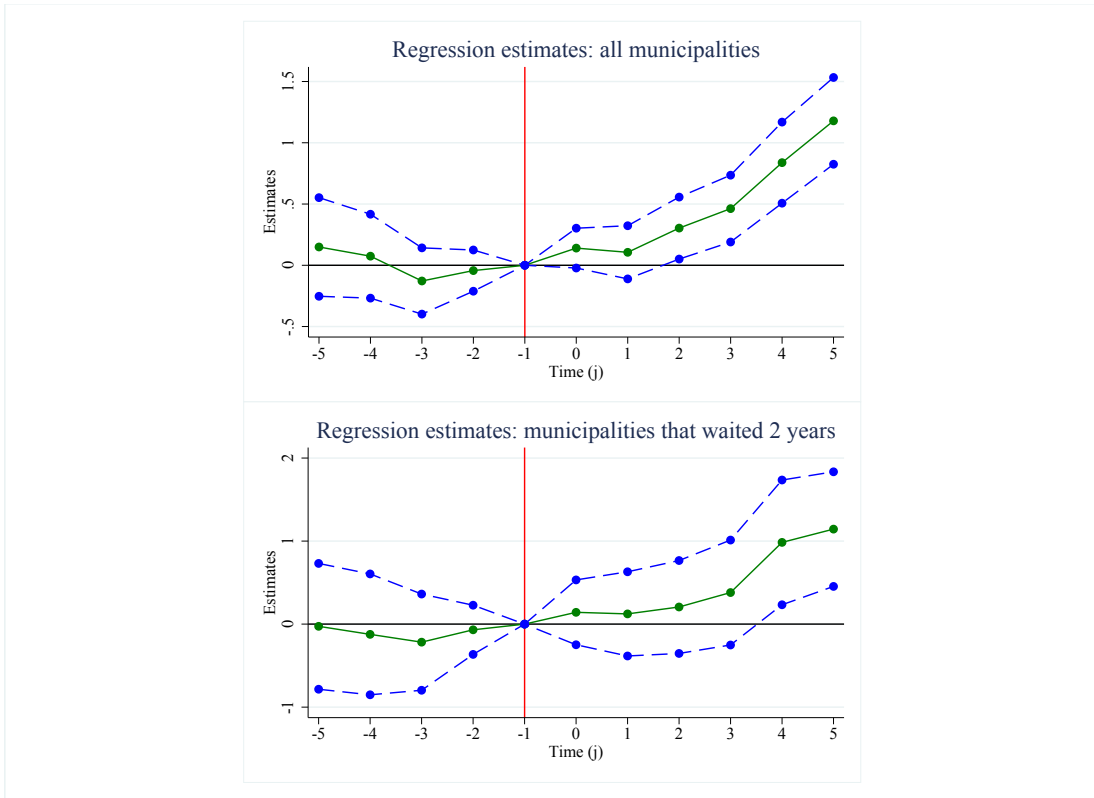 Regression estimates: all municipalities
Estimates
1.5
1
.5
0
-.5
-5 -4 -3 -2 -1 0 1 2 3 4 5
Time (j)
Regression estimates: municipalities that waited 2 years
Estimates
2
1
0
-1
-5 -4 -3 -2 -1 0 1 2 3 4 5
Time (j)